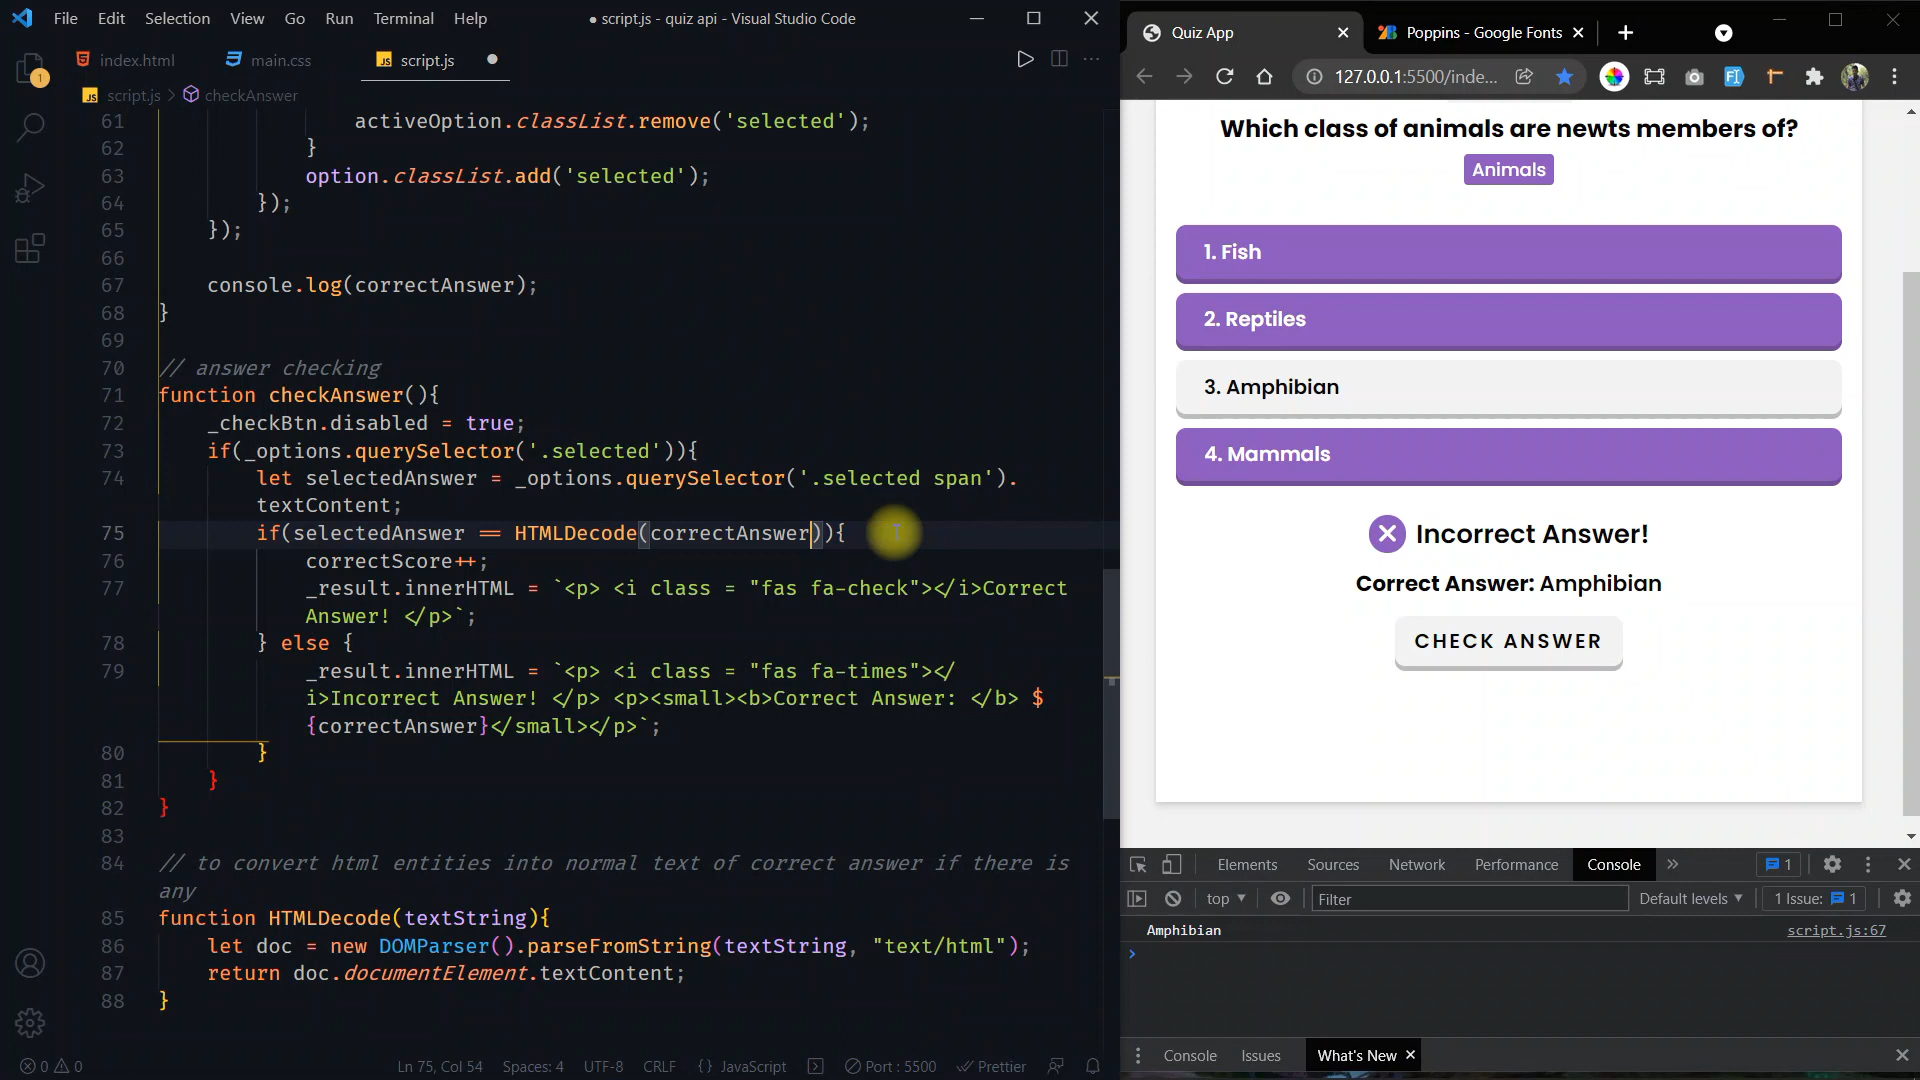 File Edit Selection View Go Run Terminal Help
● script.js - quiz api - Visual Studio Code
index.html main.css script.js
script.js > checkAnswer
61 activeOption.classList.remove('selected');
62 }
63 option.classList.add('selected');
64 });
65 });
66
67 console.log(correctAnswer);
68 }
69
70 // answer checking
71 function checkAnswer(){
72 _checkBtn.disabled = true;
73 if(_options.querySelector('.selected')){
74 let selectedAnswer = _options.querySelector('.selected span').
textContent;
75 if(selectedAnswer == HTMLDecode(correctAnswer)){
76 correctScore++;
77 _result.innerHTML = `<p> <i class = "fas fa-check"></i>Correct
Answer! </p>`;
78 } else {
79 _result.innerHTML = `<p> <i class = "fas fa-times"></
i>Incorrect Answer! </p> <p><small><b>Correct Answer: </b> $
{correctAnswer}</small></p>`;
80 }
81 }
82 }
83
84 // to convert html entities into normal text of correct answer if there is
any
85 function HTMLDecode(textString){
86 let doc = new DOMParser().parseFromString(textString, "text/html");
87 return doc.documentElement.textContent;
88 }
1
0 0 Ln 75, Col 54 Spaces: 4 UTF-8 CRLF {} JavaScript Port : 5500 Prettier
Quiz App
Poppins - Google Fonts
127.0.0.1:5500/inde...
Which class of animals are newts members of?
Animals
1. Fish
2. Reptiles
3. Amphibian
4. Mammals
Incorrect Answer!
Correct Answer: Amphibian
CHECK ANSWER
Elements Sources Network Performance Console » 1
top ▼ Filter Default levels ▼ 1 Issue: 1
Amphibian script.js:67
›
Console Issues What's New